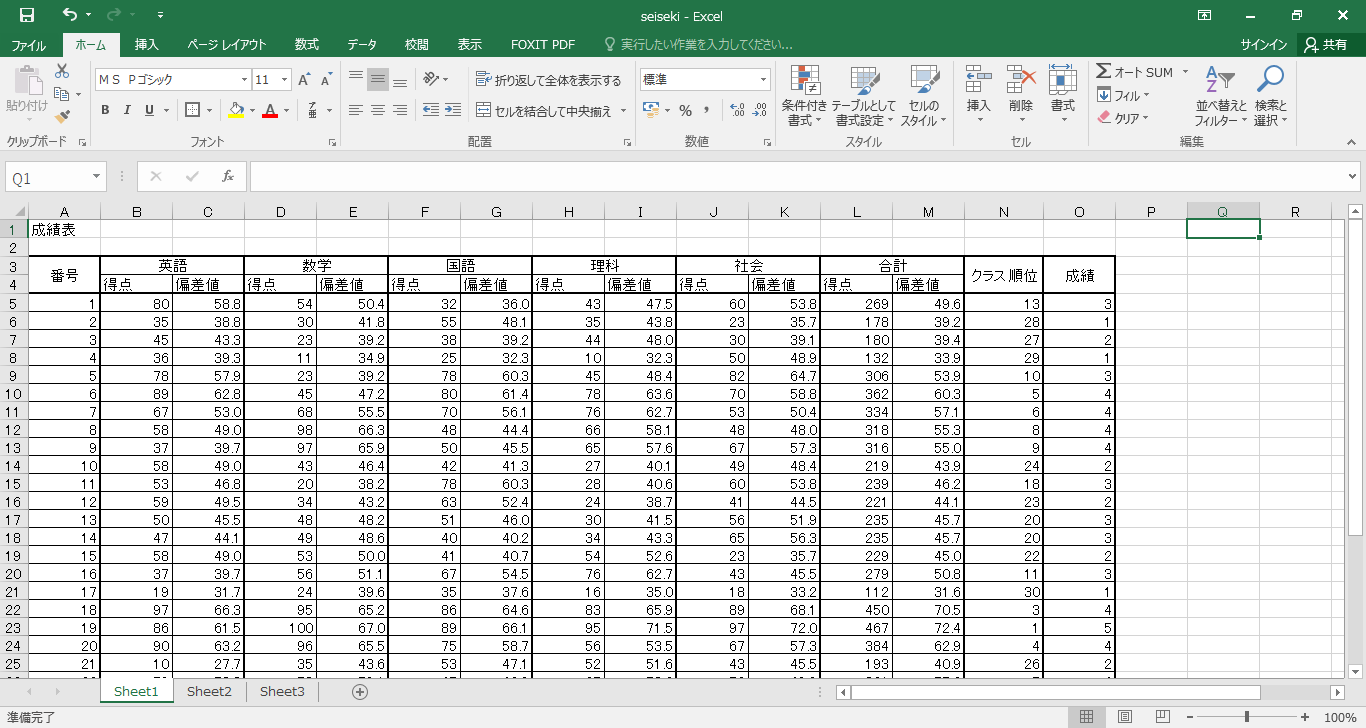 seiseki - Excel
ファイル ホーム 挿入 ページ レイアウト 数式 データ 校閲 表示 FOXIT PDF 実行したい作業を入力してください... サインイン 共有
貼り付け
クリップボード
ＭＳ Ｐゴシック 11
B I U A 亜
フォント
折り返して全体を表示する
セルを結合して中央揃え
配置
標準
% ,
数値
条件付き書式 テーブルとして書式設定 セルのスタイル
スタイル
挿入 削除 書式
セル
オート SUM
フィル
クリア
並べ替えとフィルター 検索と選択
編集
Q1 fx
A B C D E F G H I J K L M N O P Q R
1 成績表
2
3 番号 英語 数学 国語 理科 社会 合計 クラス順位 成績
4 得点 偏差値 得点 偏差値 得点 偏差値 得点 偏差値 得点 偏差値 得点 偏差値
5 1 80 58.8 54 50.4 32 36.0 43 47.5 60 53.8 269 49.6 13 3
6 2 35 38.8 30 41.8 55 48.1 35 43.8 23 35.7 178 39.2 28 1
7 3 45 43.3 23 39.2 38 39.2 44 48.0 30 39.1 180 39.4 27 2
8 4 36 39.3 11 34.9 25 32.3 10 32.3 50 48.9 132 33.9 29 1
9 5 78 57.9 23 39.2 78 60.3 45 48.4 82 64.7 306 53.9 10 3
10 6 89 62.8 45 47.2 80 61.4 78 63.6 70 58.8 362 60.3 5 4
11 7 67 53.0 68 55.5 70 56.1 76 62.7 53 50.4 334 57.1 6 4
12 8 58 49.0 98 66.3 48 44.4 66 58.1 48 48.0 318 55.3 8 4
13 9 37 39.7 97 65.9 50 45.5 65 57.6 67 57.3 316 55.0 9 4
14 10 58 49.0 43 46.4 42 41.3 27 40.1 49 48.4 219 43.9 24 2
15 11 53 46.8 20 38.2 78 60.3 28 40.6 60 53.8 239 46.2 18 3
16 12 59 49.5 34 43.2 63 52.4 24 38.7 41 44.5 221 44.1 23 2
17 13 50 45.5 48 48.2 51 46.0 30 41.5 56 51.9 235 45.7 20 3
18 14 47 44.1 49 48.6 40 40.2 34 43.3 65 56.3 235 45.7 20 3
19 15 58 49.0 53 50.0 41 40.7 54 52.6 23 35.7 229 45.0 22 2
20 16 37 39.7 56 51.1 67 54.5 76 62.7 43 45.5 279 50.8 11 3
21 17 19 31.7 24 39.6 35 37.6 16 35.0 18 33.2 112 31.6 30 1
22 18 97 66.3 95 65.2 86 64.6 83 65.9 89 68.1 450 70.5 3 4
23 19 86 61.5 100 67.0 89 66.1 95 71.5 97 72.0 467 72.4 1 5
24 20 90 63.2 96 65.5 75 58.7 56 53.5 67 57.3 384 62.9 4 4
25 21 10 27.7 35 43.6 53 47.1 52 51.6 43 45.5 193 40.9 26 2
Sheet1 Sheet2 Sheet3
準備完了 100%